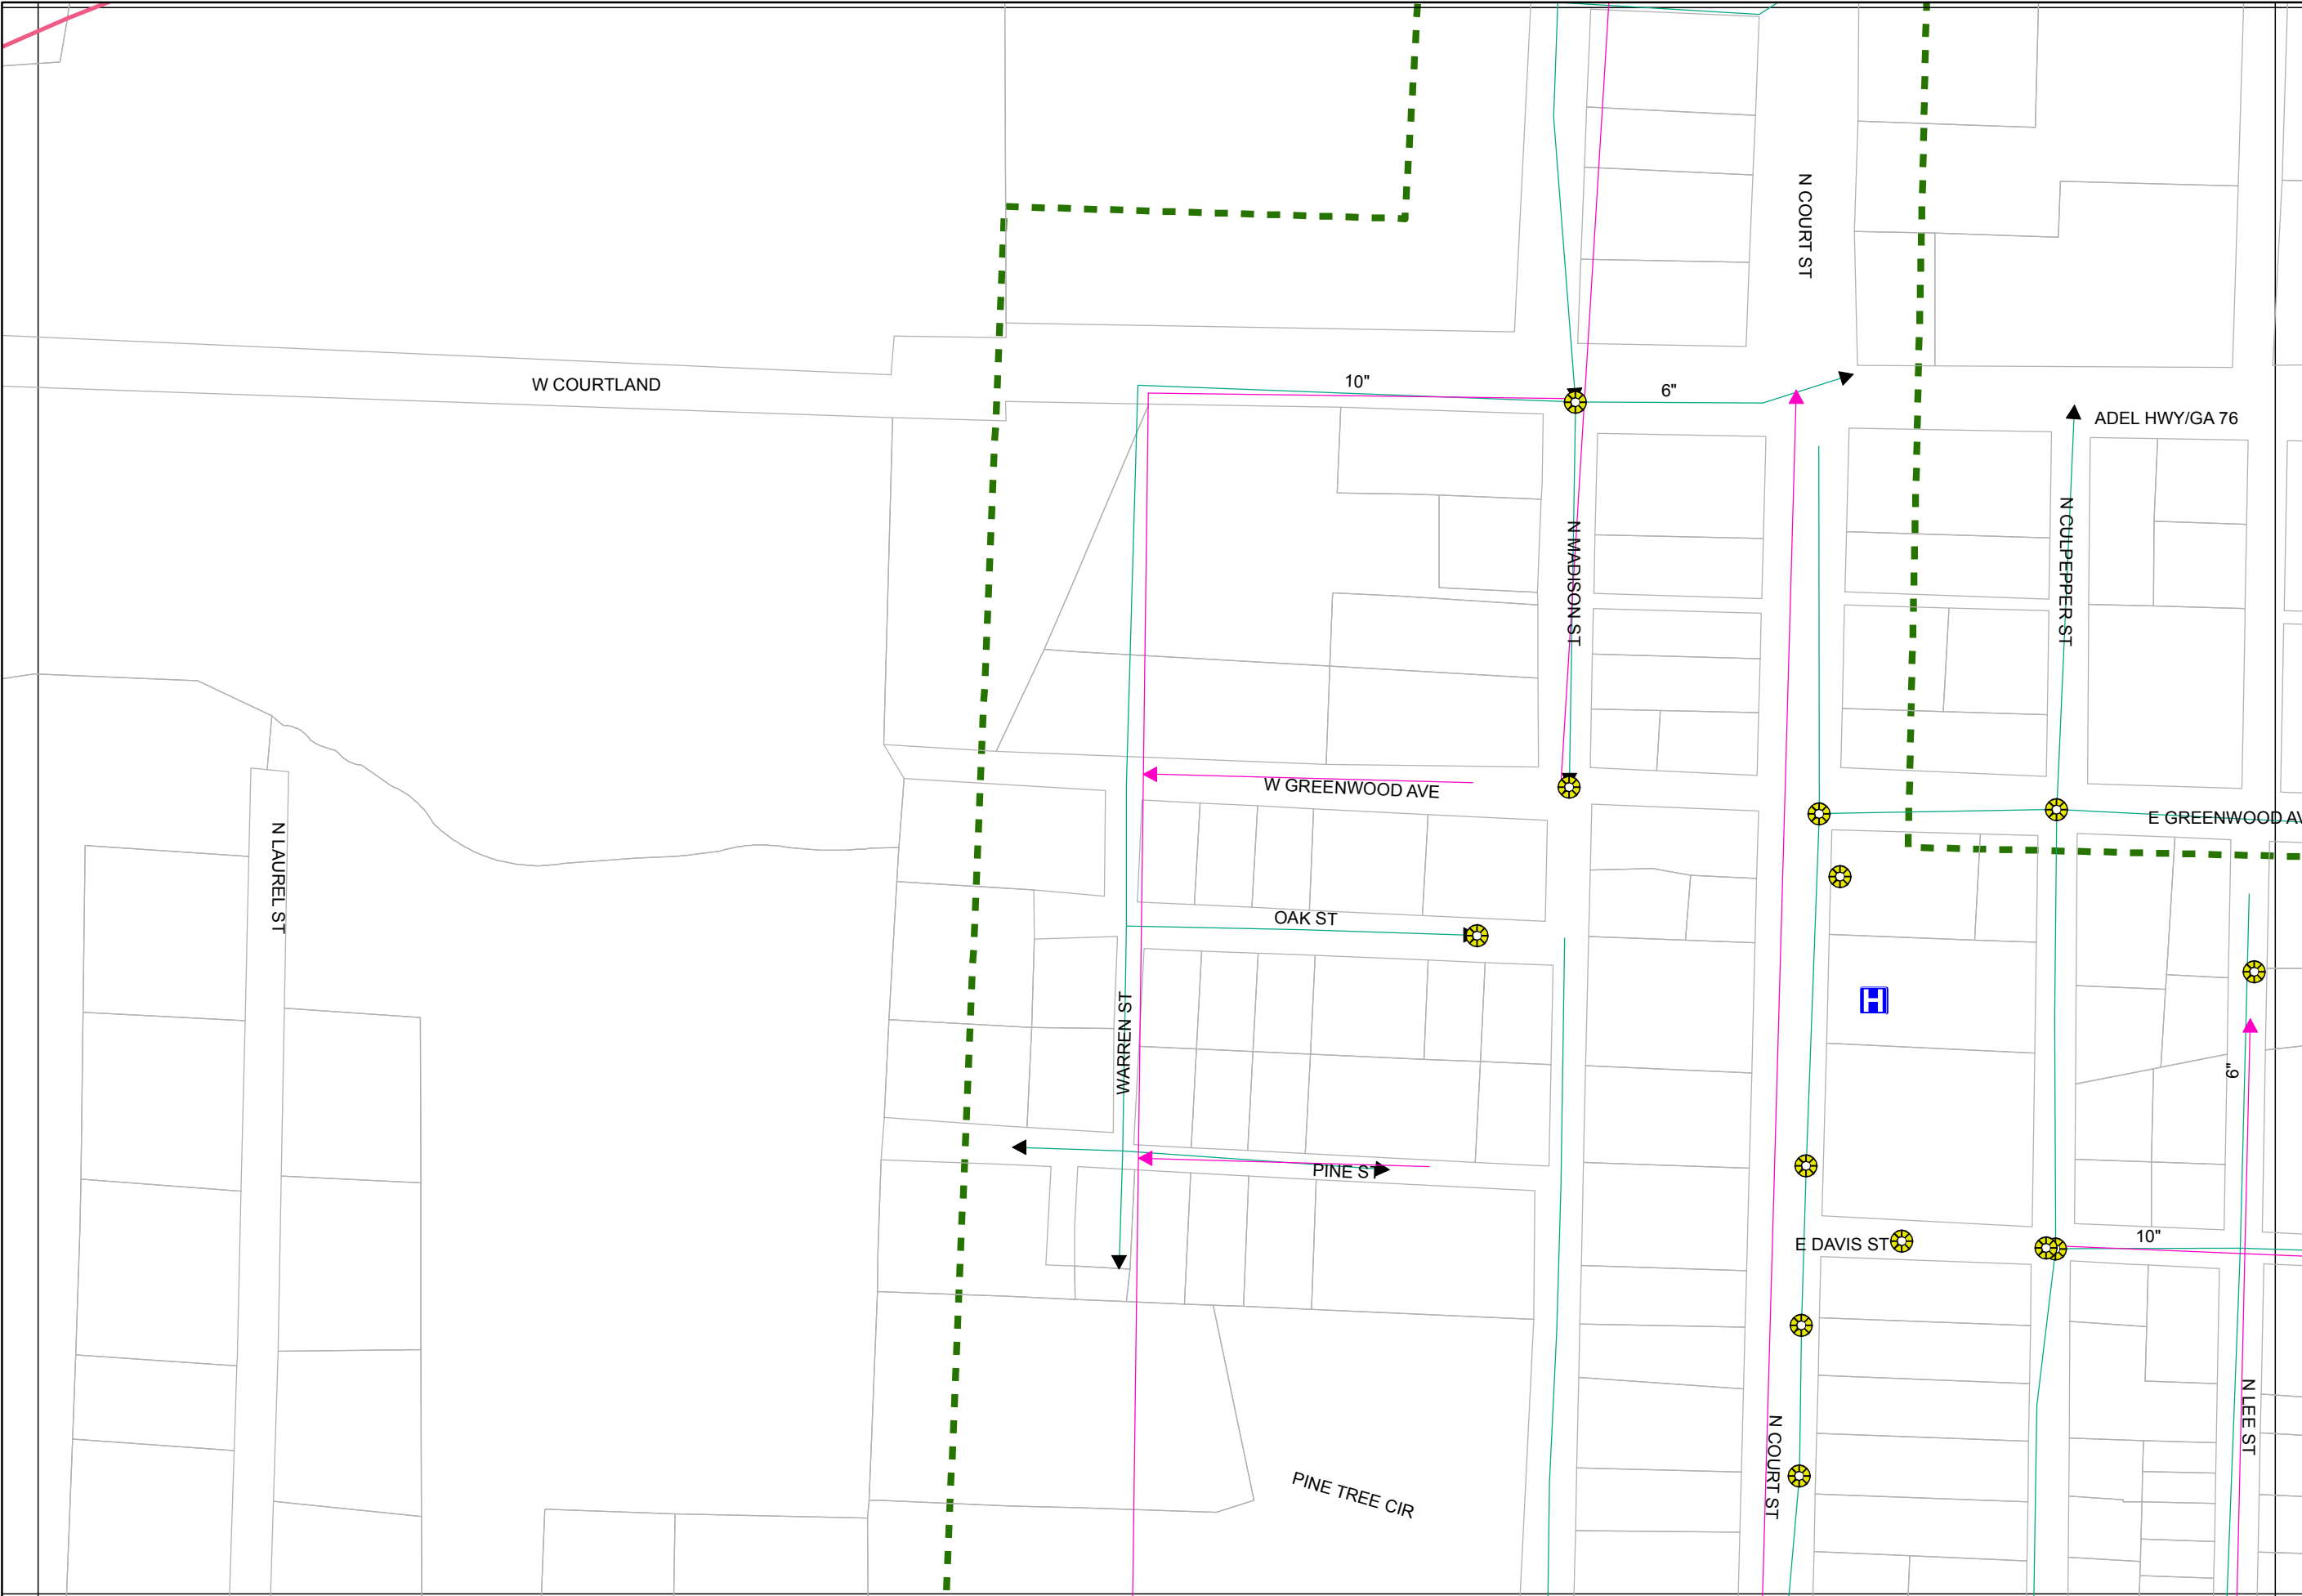 N COURT ST
W COURTLAND
10"
6"
ADEL HWY/GA 76
N MADISON ST
N CULPEPPER ST
W GREENWOOD AVE
E GREENWOOD AV
N LAUREL ST
OAK ST
H
WARREN ST
6"
PINE ST
E DAVIS ST
10"
N LEE ST
N COURT ST
PINE TREE CIR